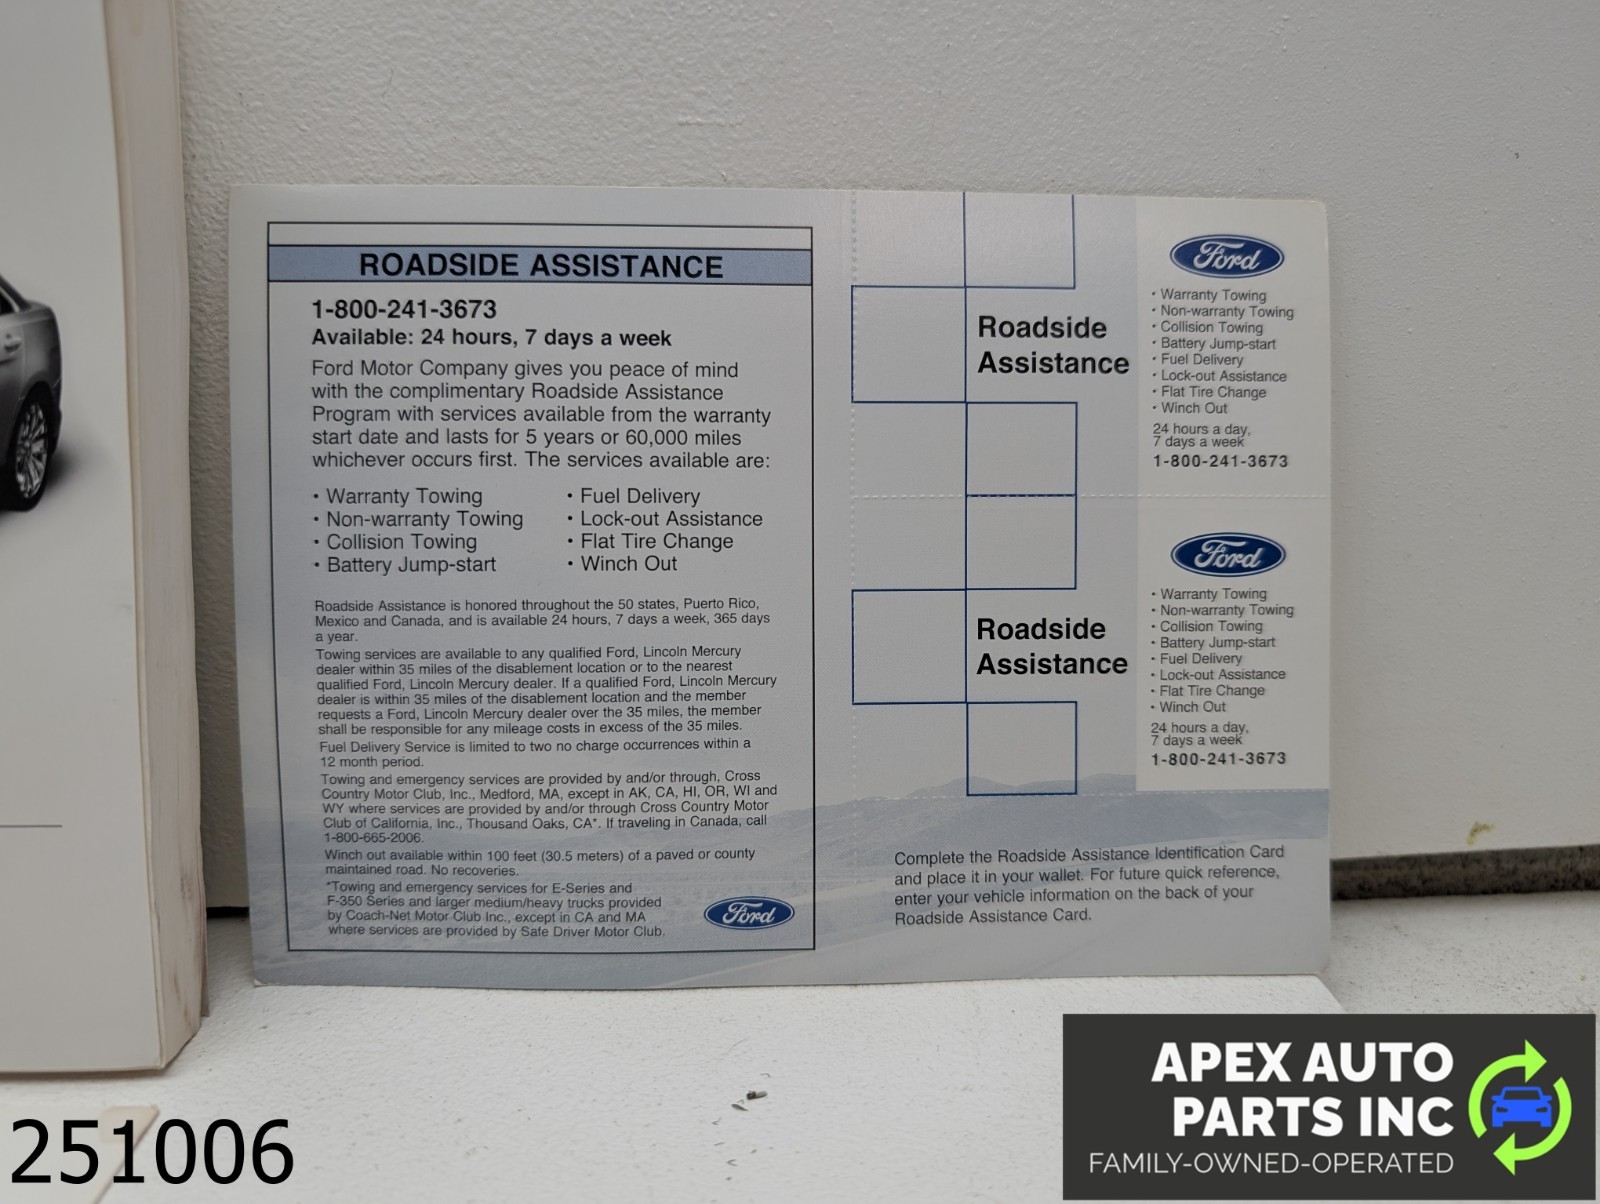 ROADSIDE ASSISTANCE
1-800-241-3673
Available: 24 hours, 7 days a week
Ford Motor Company gives you peace of mind
with the complimentary Roadside Assistance
Program with services available from the warranty
start date and lasts for 5 years or 60,000 miles
whichever occurs first. The services available are:
• Warranty Towing
• Non-warranty Towing
• Collision Towing
• Battery Jump-start
• Fuel Delivery
• Lock-out Assistance
• Flat Tire Change
• Winch Out
Roadside Assistance is honored throughout the 50 states, Puerto Rico,
Mexico and Canada, and is available 24 hours, 7 days a week, 365 days
a year.
Towing services are available to any qualified Ford, Lincoln Mercury
dealer within 35 miles of the disablement location or to the nearest
qualified Ford, Lincoln Mercury dealer. If a qualified Ford, Lincoln Mercury
dealer is within 35 miles of the disablement location and the member
requests a Ford, Lincoln Mercury dealer over the 35 miles, the member
shall be responsible for any mileage costs in excess of the 35 miles.
Fuel Delivery Service is limited to two no charge occurrences within a
12 month period.
Towing and emergency services are provided by and/or through, Cross
Country Motor Club, Inc., Medford, MA, except in AK, CA, HI, OR, WI and
WY where services are provided by and/or through Cross Country Motor
Club of California, Inc., Thousand Oaks, CA*. If traveling in Canada, call
1-800-665-2006.
Winch out available within 100 feet (30.5 meters) of a paved or county
maintained road. No recoveries.
*Towing and emergency services for E-Series and
F-350 Series and larger medium/heavy trucks provided
by Coach-Net Motor Club Inc., except in CA and MA
where services are provided by Safe Driver Motor Club.
Ford
Roadside
Assistance
Ford
• Warranty Towing
• Non-warranty Towing
• Collision Towing
• Battery Jump-start
• Fuel Delivery
• Lock-out Assistance
• Flat Tire Change
• Winch Out
24 hours a day,
7 days a week
1-800-241-3673
Roadside
Assistance
Ford
• Warranty Towing
• Non-warranty Towing
• Collision Towing
• Battery Jump-start
• Fuel Delivery
• Lock-out Assistance
• Flat Tire Change
• Winch Out
24 hours a day,
7 days a week
1-800-241-3673
Complete the Roadside Assistance Identification Card
and place it in your wallet. For future quick reference,
enter your vehicle information on the back of your
Roadside Assistance Card.
251006
APEX AUTO
PARTS INC
FAMILY-OWNED-OPERATED